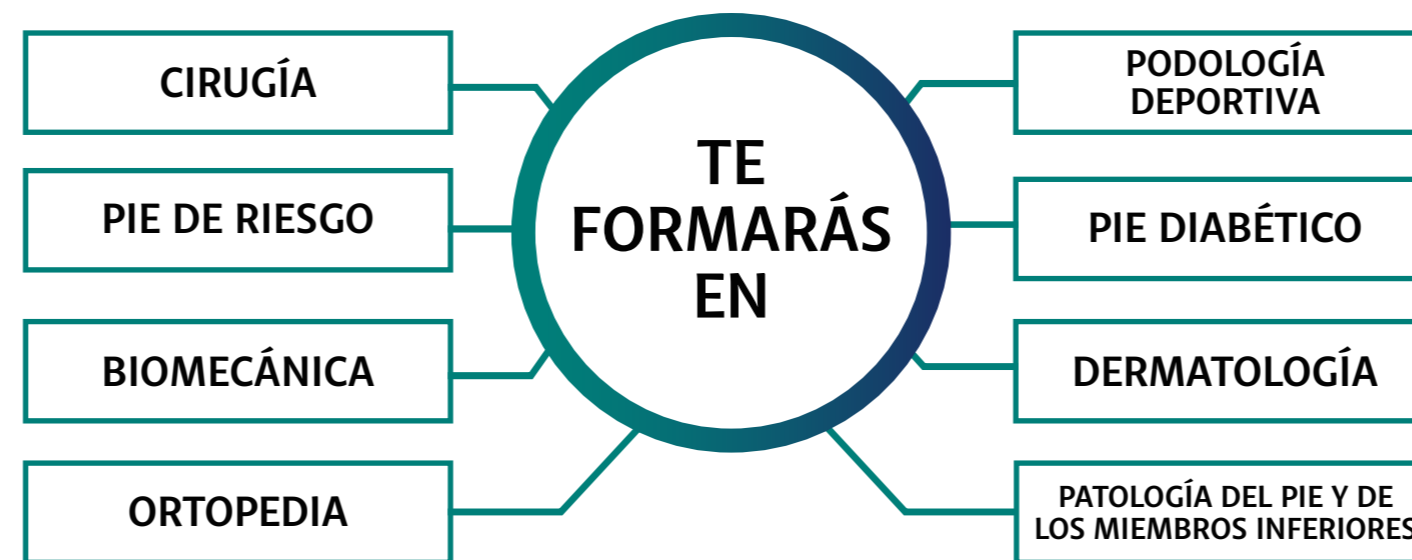 CIRUGÍA
PIE DE RIESGO
BIOMECÁNICA
ORTOPEDIA
TE
FORMARÁS
EN
PODOLOGÍA
DEPORTIVA
PIE DIABÉTICO
DERMATOLOGÍA
PATOLOGÍA DEL PIE Y DE
LOS MIEMBROS INFERIORES